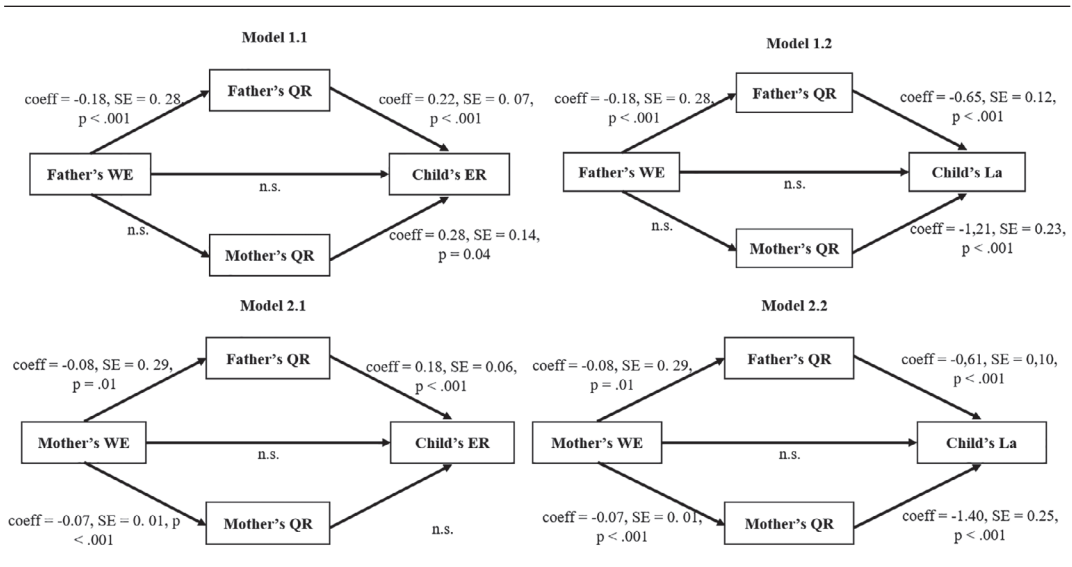 Model 1.1
Father's QR
coeff = -0.18, SE = 0. 28,
p < .001
coeff = 0.22, SE = 0. 07,
p < .001
Father's WE
n.s.
Child's ER
n.s.
Mother's QR
coeff = 0.28, SE = 0.14,
p = 0.04
Model 1.2
Father's QR
coeff = -0.18, SE = 0. 28,
p < .001
coeff = -0.65, SE = 0.12,
p < .001
Father's WE
n.s.
Child's La
n.s.
Mother's QR
coeff = -1,21, SE = 0.23,
p < .001
Model 2.1
Father's QR
coeff = -0.08, SE = 0. 29,
p = .01
coeff = 0.18, SE = 0.06,
p < .001
Mother's WE
n.s.
Child's ER
coeff = -0.07, SE = 0. 01, p
< .001
Mother's QR
n.s.
Model 2.2
Father's QR
coeff = -0.08, SE = 0. 29,
p = .01
coeff = -0,61, SE = 0,10,
p < .001
Mother's WE
n.s.
Child's La
coeff = -0.07, SE = 0. 01,
p < .001
Mother's QR
coeff = -1.40, SE = 0.25,
p < .001